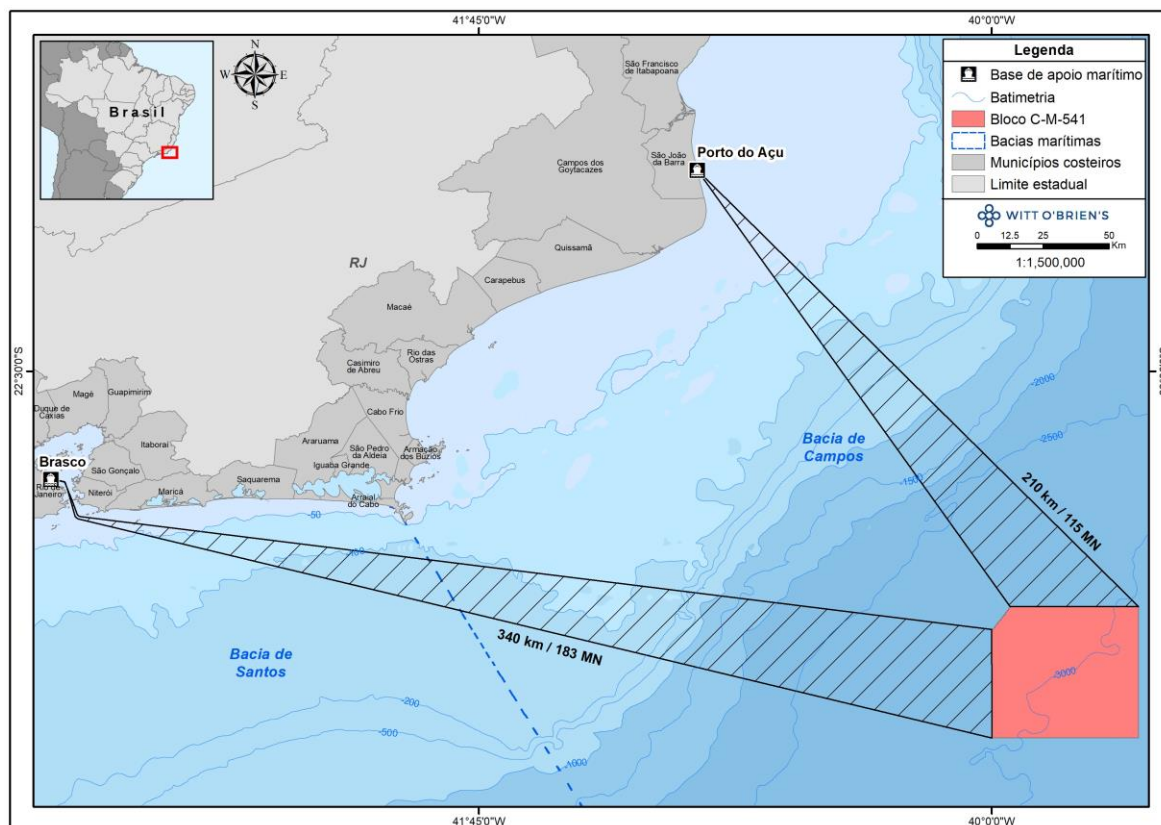 41°45'0"W
40°0'0"W
22°30'0"S
N
W
E
S
Brasil
Legenda
Base de apoio marítimo
Batimetria
Bloco C-M-541
Bacias marítimas
Municípios costeiros
Limite estadual
WITT O'BRIEN'S
0 12.5 25 50
Km
1:1,500,000
São Francisco
de Itabapoana
Porto do Açu
São João
da Barra
Campos dos
Goytacazes
Quissamã
Carapebus
RJ
Macaé
Rio das
Ostras
Casimiro
de Abreu
Cabo Frio
Magé
Guapimirim
Duque de
Caxias
Itaboraí
Araruama
São Pedro
da Aldeia
Armação
dos Búzios
Iguaba Grande
Brasco
São Gonçalo
Rio de
Janeiro
Niterói
Maricá
Saquarema
Arraial
do Cabo
Bacia de
Campos
-2000
-2500
-1500
210 km / 115 MN
-50
-100
340 km / 183 MN
Bacia de
Santos
-200
-500
-1000
-3000
41°45'0"W
40°0'0"W